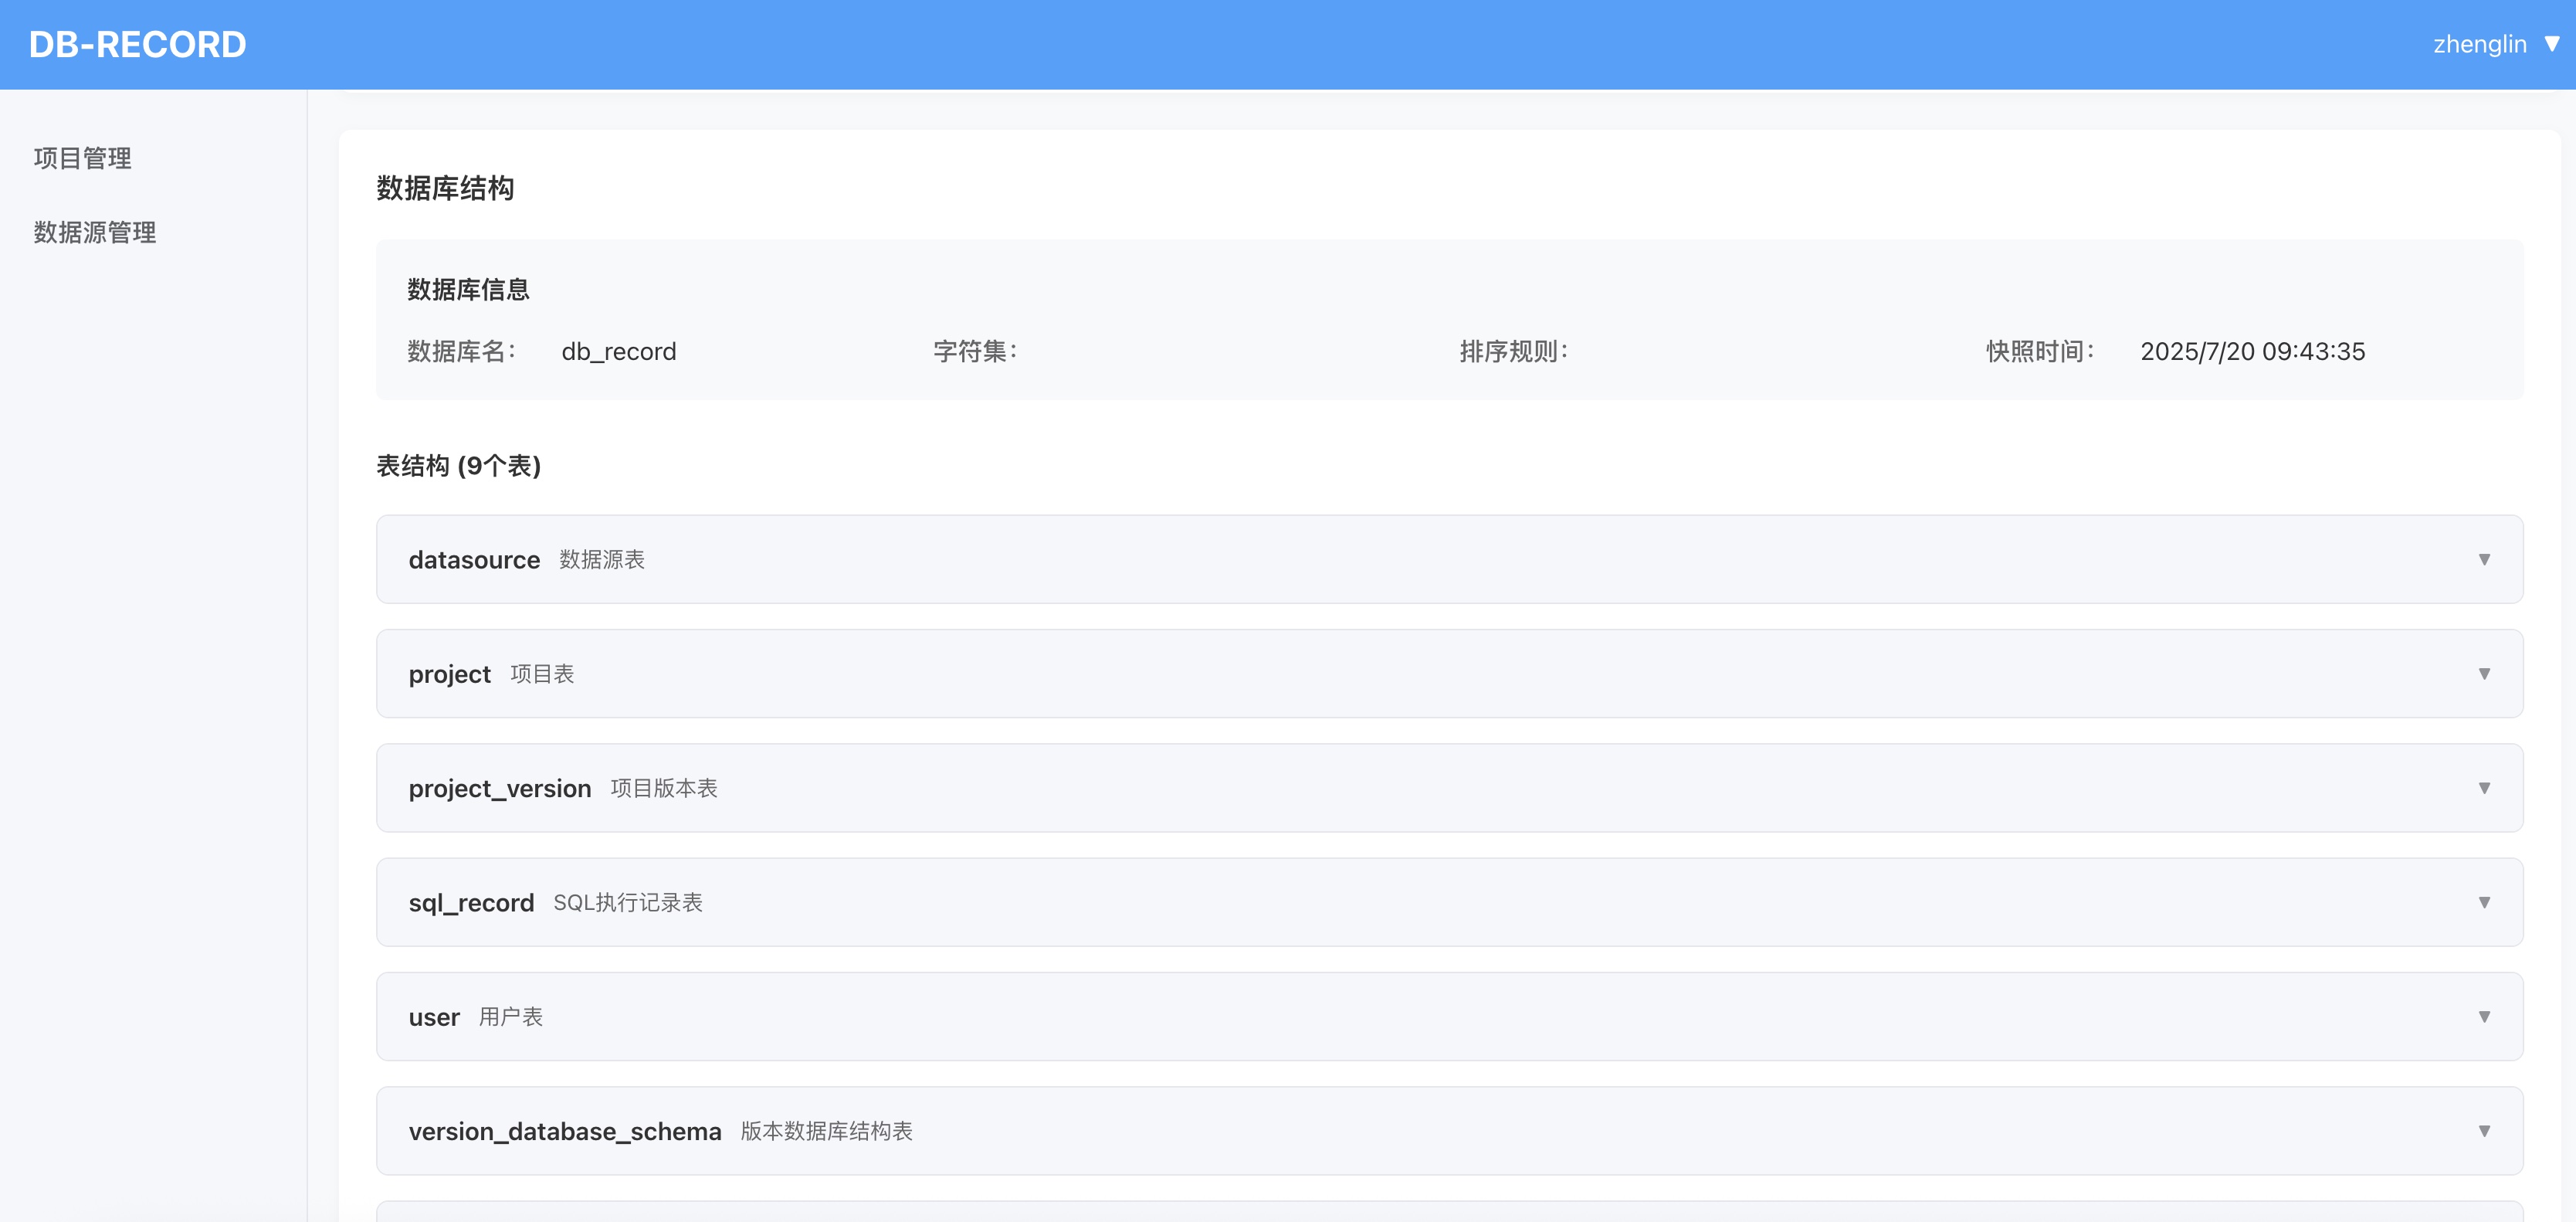 DB-RECORD
zhenglin ▼
项目管理
数据源管理
数据库结构
数据库信息
数据库名： db_record 字符集： 排序规则： 快照时间： 2025/7/20 09:43:35
表结构 (9个表)
datasource 数据源表 ▼
project 项目表 ▼
project_version 项目版本表 ▼
sql_record SQL执行记录表 ▼
user 用户表 ▼
version_database_schema 版本数据库结构表 ▼